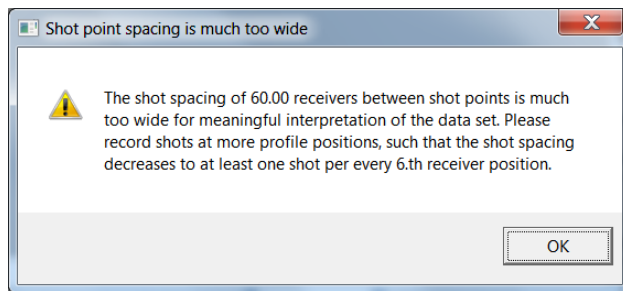 Shot point spacing is much too wide
The shot spacing of 60.00 receivers between shot points is much
too wide for meaningful interpretation of the data set. Please
record shots at more profile positions, such that the shot spacing
decreases to at least one shot per every 6.th receiver position.
OK